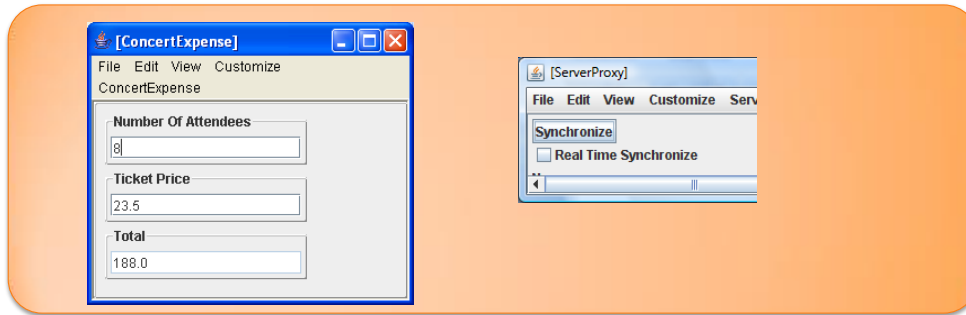 [ConcertExpense]
File Edit View Customize
ConcertExpense
Number Of Attendees
8
Ticket Price
23.5
Total
188.0
[ServerProxy]
File Edit View Customize Serv
Synchronize
Real Time Synchronize